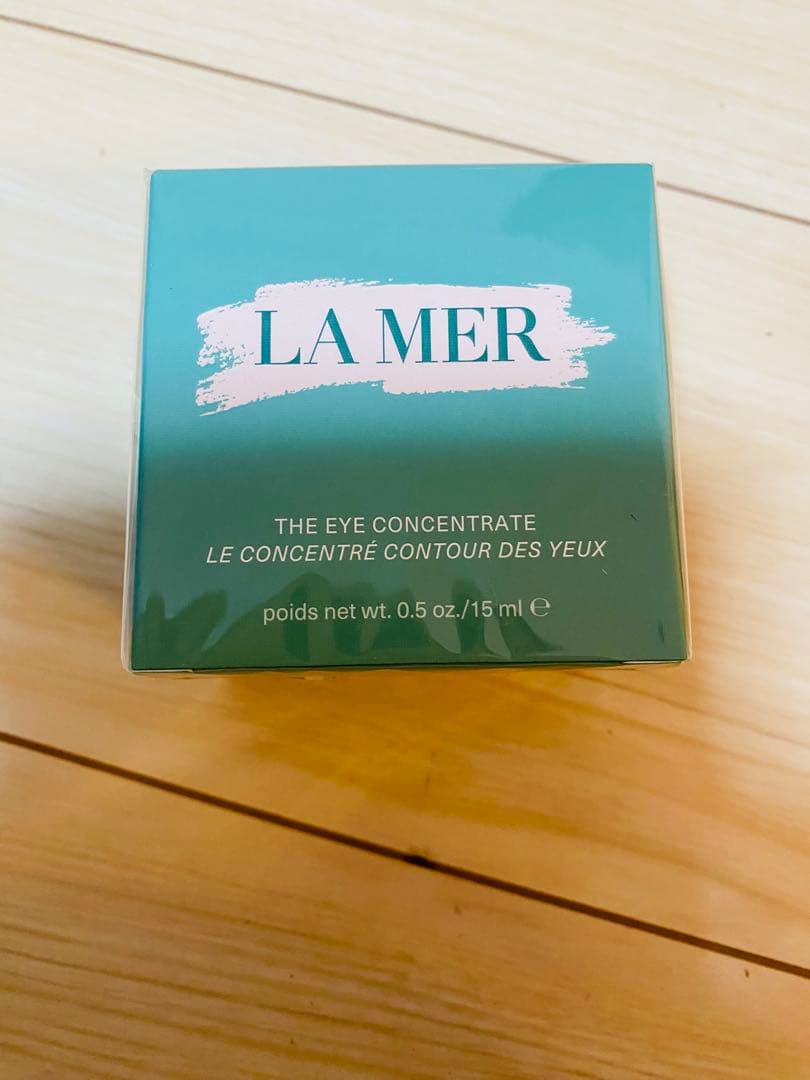 LA MER
THE EYE CONCENTRATE
LE CONCENTRÉ CONTOUR DES YEUX
poids net wt. 0.5 oz./15 ml ℮